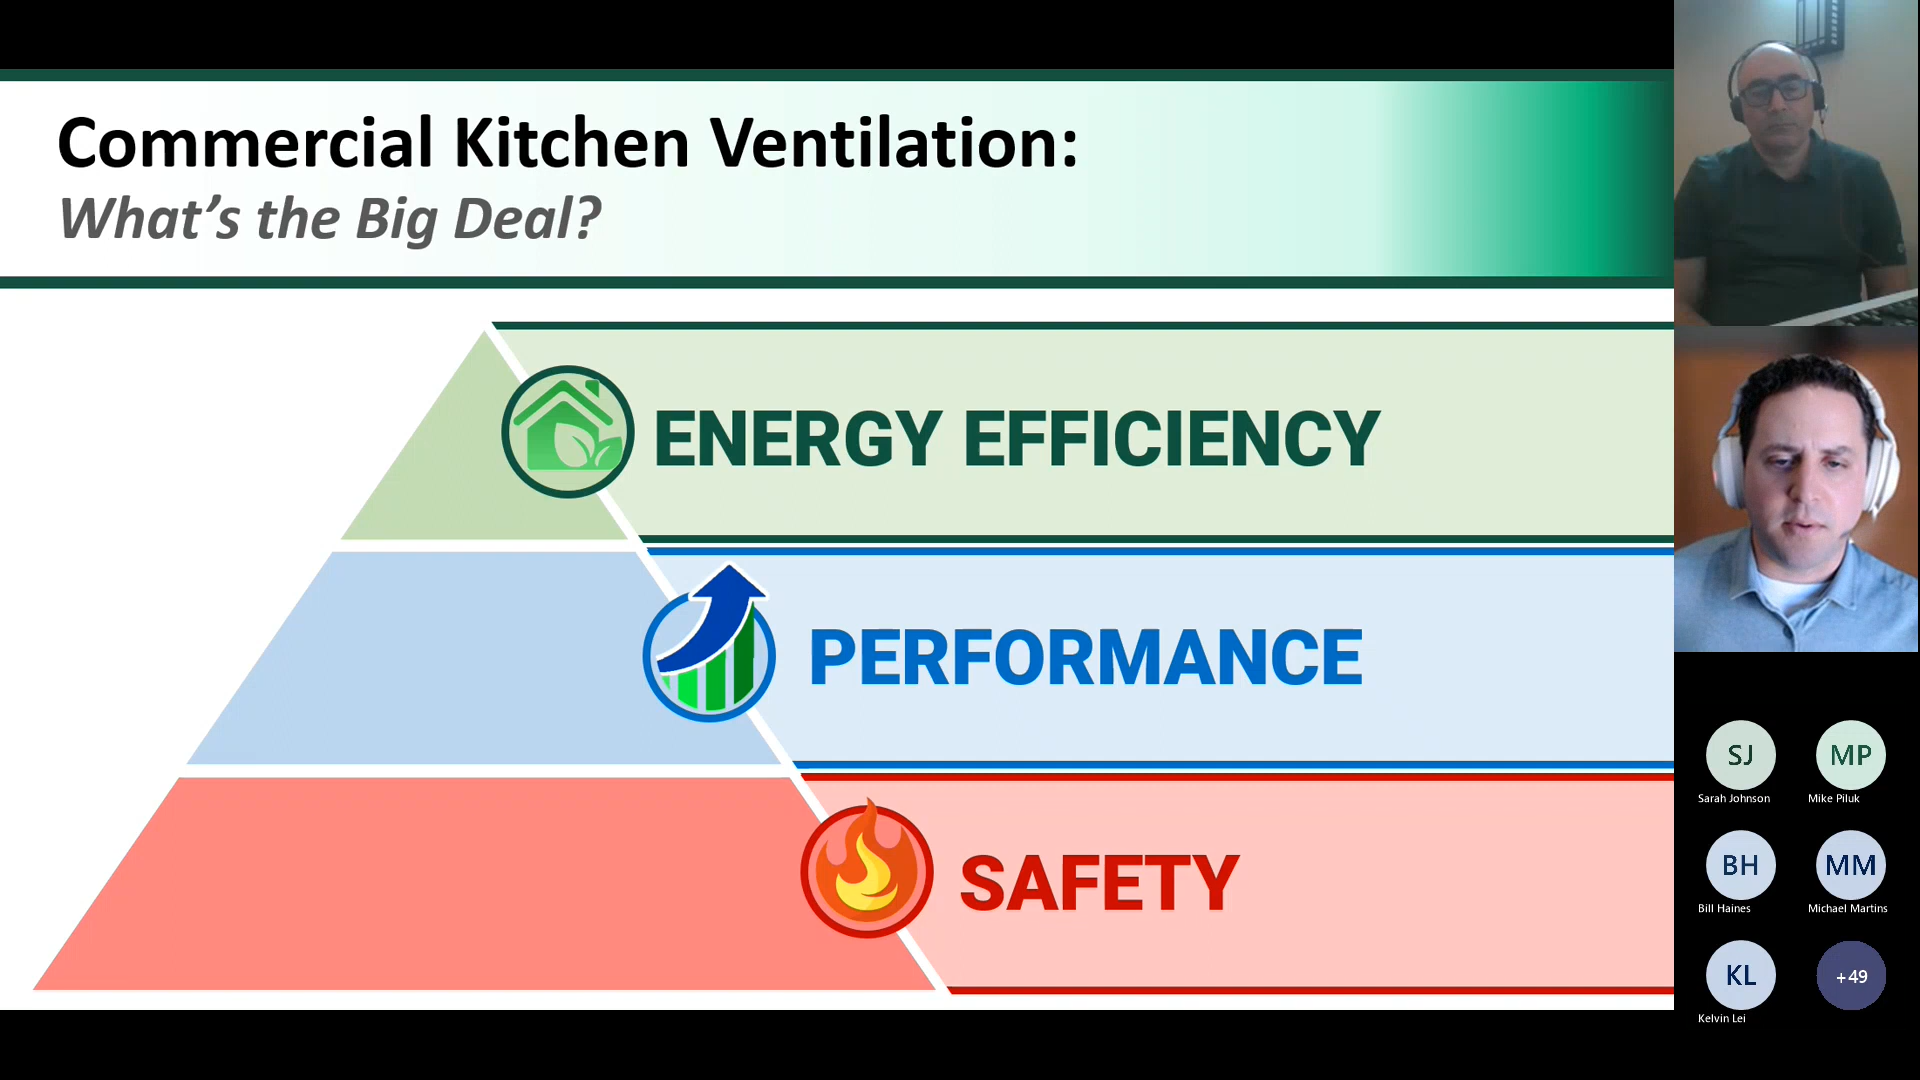 Commercial Kitchen Ventilation:
What's the Big Deal?
ENERGY EFFICIENCY
PERFORMANCE
SAFETY
SJ
Sarah Johnson
MP
Mike Piluk
BH
Bill Haines
MM
Michael Martins
KL
Kelvin Lei
+49